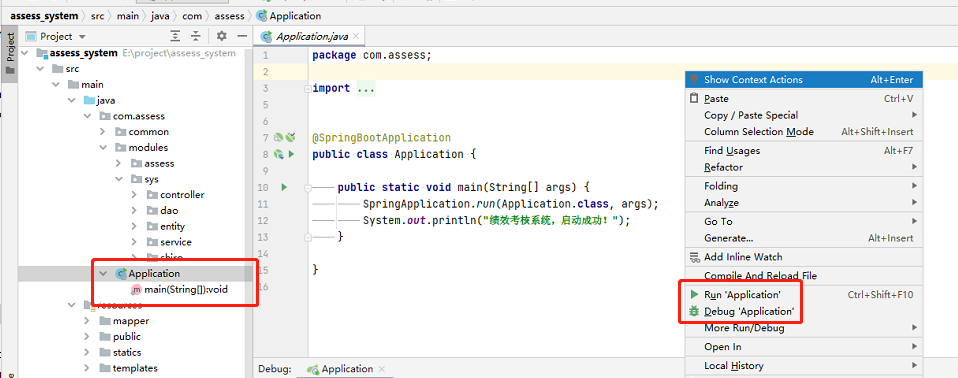 assess_system › src › main › java › com › assess › Application
Project
Project
Application.java
assess_system E:\project\assess_system
src
main
java
com.assess
common
modules
assess
sys
controller
dao
entity
service
shiro
Application
main(String[]):void
resources
mapper
public
statics
templates
1 package com.assess;
2
3 import ...
6
7 @SpringBootApplication
8 public class Application {
9
10 public static void main(String[] args) {
11 SpringApplication.run(Application.class, args);
12 System.out.println("绩效考核系统，启动成功！");
13 }
14
15 }
16
Show Context Actions Alt+Enter
Paste Ctrl+V
Copy / Paste Special
Column Selection Mode Alt+Shift+Insert
Find Usages Alt+F7
Refactor
Folding
Analyze
Go To
Generate... Alt+Insert
Add Inline Watch
Compile And Reload File
Run 'Application' Ctrl+Shift+F10
Debug 'Application'
More Run/Debug
Open In
Local History
Debug: Application